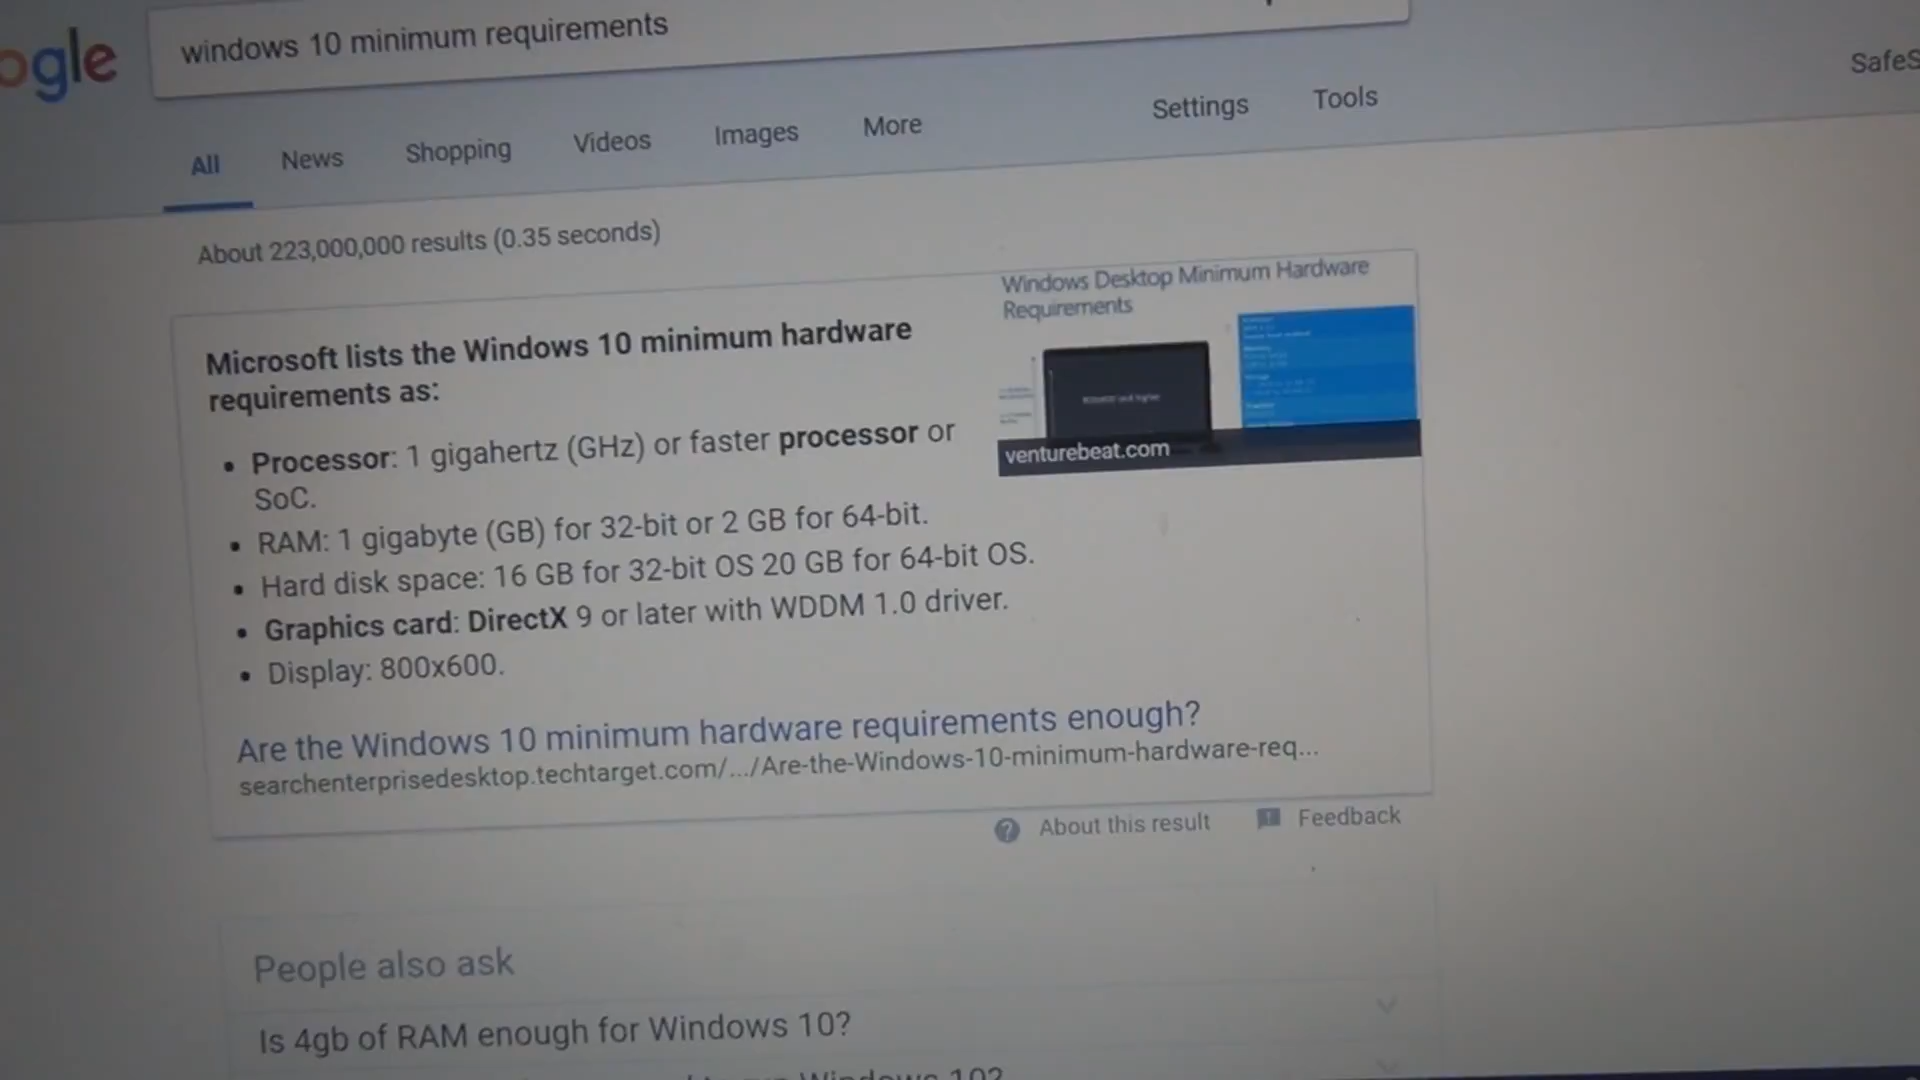 ogle
windows 10 minimum requirements
SafeS
All News Shopping Videos Images More Settings Tools
About 223,000,000 results (0.35 seconds)
Windows Desktop Minimum Hardware
Requirements
venturebeat.com
Microsoft lists the Windows 10 minimum hardware
requirements as:
• Processor: 1 gigahertz (GHz) or faster processor or
SoC.
• RAM: 1 gigabyte (GB) for 32-bit or 2 GB for 64-bit.
• Hard disk space: 16 GB for 32-bit OS 20 GB for 64-bit OS.
• Graphics card: DirectX 9 or later with WDDM 1.0 driver.
• Display: 800x600.
Are the Windows 10 minimum hardware requirements enough?
searchenterprisedesktop.techtarget.com/.../Are-the-Windows-10-minimum-hardware-req...
About this result Feedback
People also ask
Is 4gb of RAM enough for Windows 10?
Windows 10?